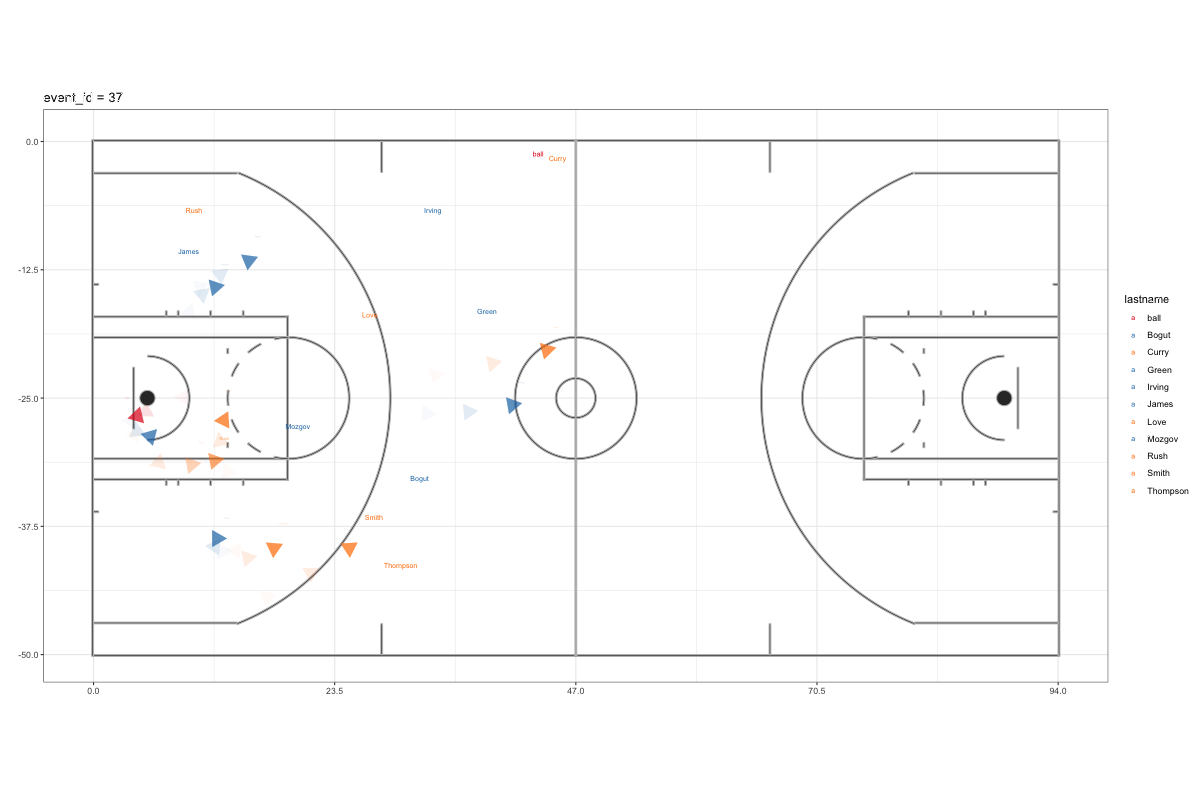 event_id = 37
0.0
-12.5
-25.0
-37.5
-50.0
ball
Curry
Rush
Irving
James
Green
Love
Mozgov
Bogut
Smith
Thompson
0.0 23.5 47.0 70.5 94.0
lastname
a ball
a Bogut
a Curry
a Green
a Irving
a James
a Love
a Mozgov
a Rush
a Smith
a Thompson